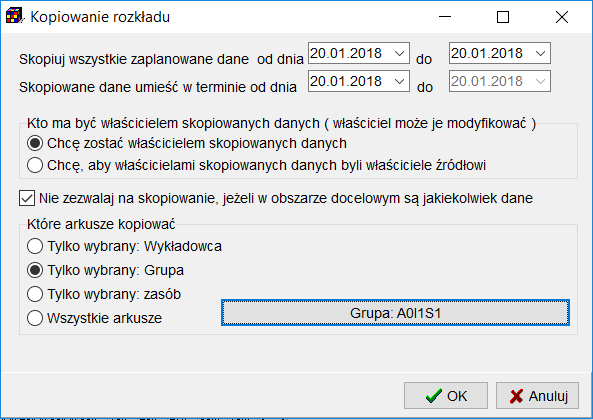 Kopiowanie rozkładu
Skopiuj wszystkie zaplanowane dane od dnia 20.01.2018 do 20.01.2018
Skopiowane dane umieść w terminie od dnia 20.01.2018 do 20.01.2018
Kto ma być właścicielem skopiowanych danych ( właściciel może je modyfikować )
Chcę zostać właścicielem skopiowanych danych
Chcę, aby właścicielami skopiowanych danych byli właściciele źródłowi
Nie zezwalaj na skopiowanie, jeżeli w obszarze docelowym są jakiekolwiek dane
Które arkusze kopiować
Tylko wybrany: Wykładowca
Tylko wybrany: Grupa
Tylko wybrany: zasób
Wszystkie arkusze
Grupa: A0I1S1
OK Anuluj